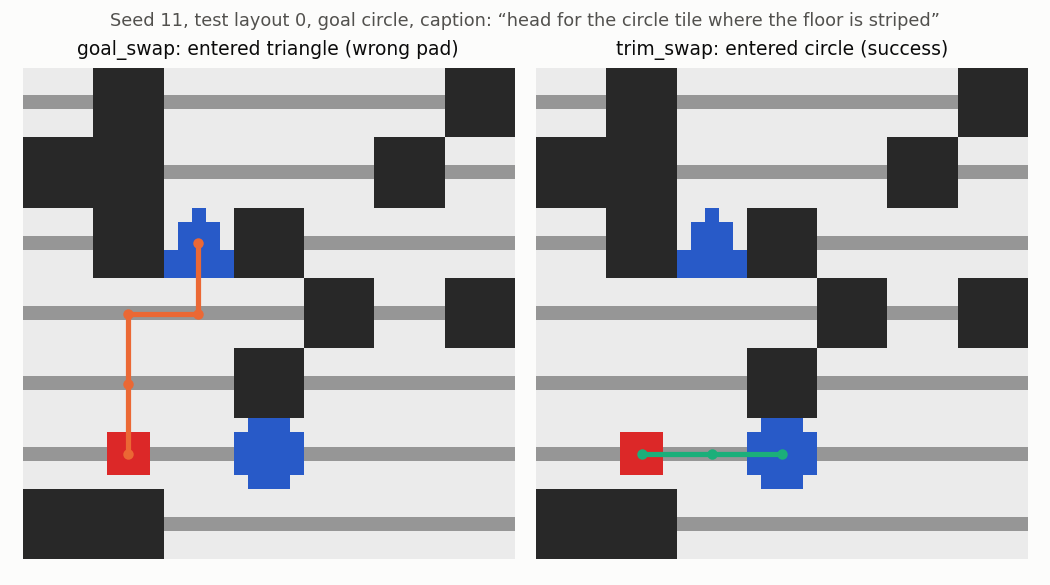 Seed 11, test layout 0, goal circle, caption: “head for the circle tile where the floor is striped”
goal_swap: entered triangle (wrong pad)
trim_swap: entered circle (success)